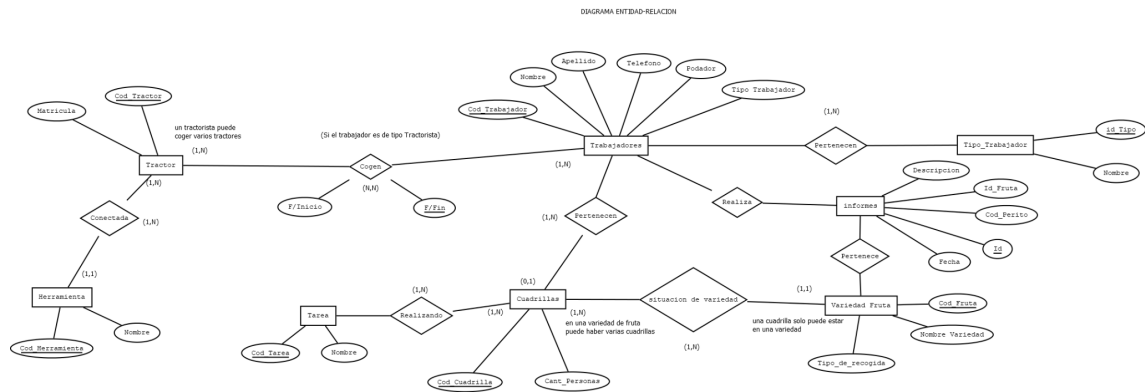 DIAGRAMA ENTIDAD-RELACION
Apellido
Telefono
Nombre
Podador
Tipo Trabajador
Cod_Trabajador
Cod_Tractor
Matricula
un tractorista puede
coger varios tractores
(Si el trabajador es de tipo Tractorista)
(1,N)
(1,N)
id_Tipo
Tractor
(1,N)
Cogen
(N,N)
Trabajadores
(1,N)
Pertenecen
Tipo_Trabajador
Nombre
Descripcion
Id_Fruta
Cod_Perito
Id
Fecha
F/Inicio
F/Fin
Conectada
(1,N)
(1,N)
Pertenecen
Realiza
informes
Pertenece
(1,1)
(0,1)
Herramienta
Cod_Herramienta
Nombre
Tarea
Cod_Tarea
Nombre
(1,N)
Realizando
(1,N)
Cuadrillas
(1,N)
en una variedad de fruta
puede haber varias cuadrillas
situacion de variedad
(1,N)
(1,1)
una cuadrilla solo puede estar
en una variedad
Variedad Fruta
Cod_Fruta
Nombre Variedad
Tipo_de_recogida
Cod_Cuadrilla
Cant_Personas